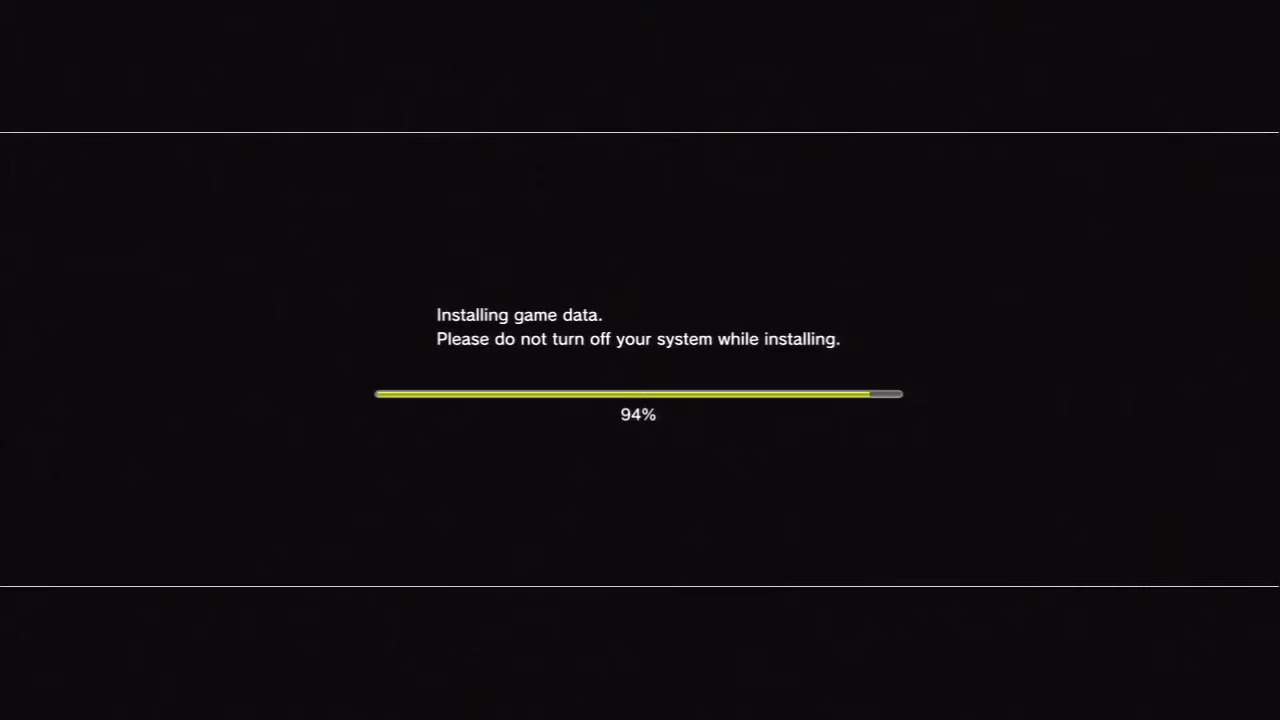 Installing game data.
Please do not turn off your system while installing.
94%